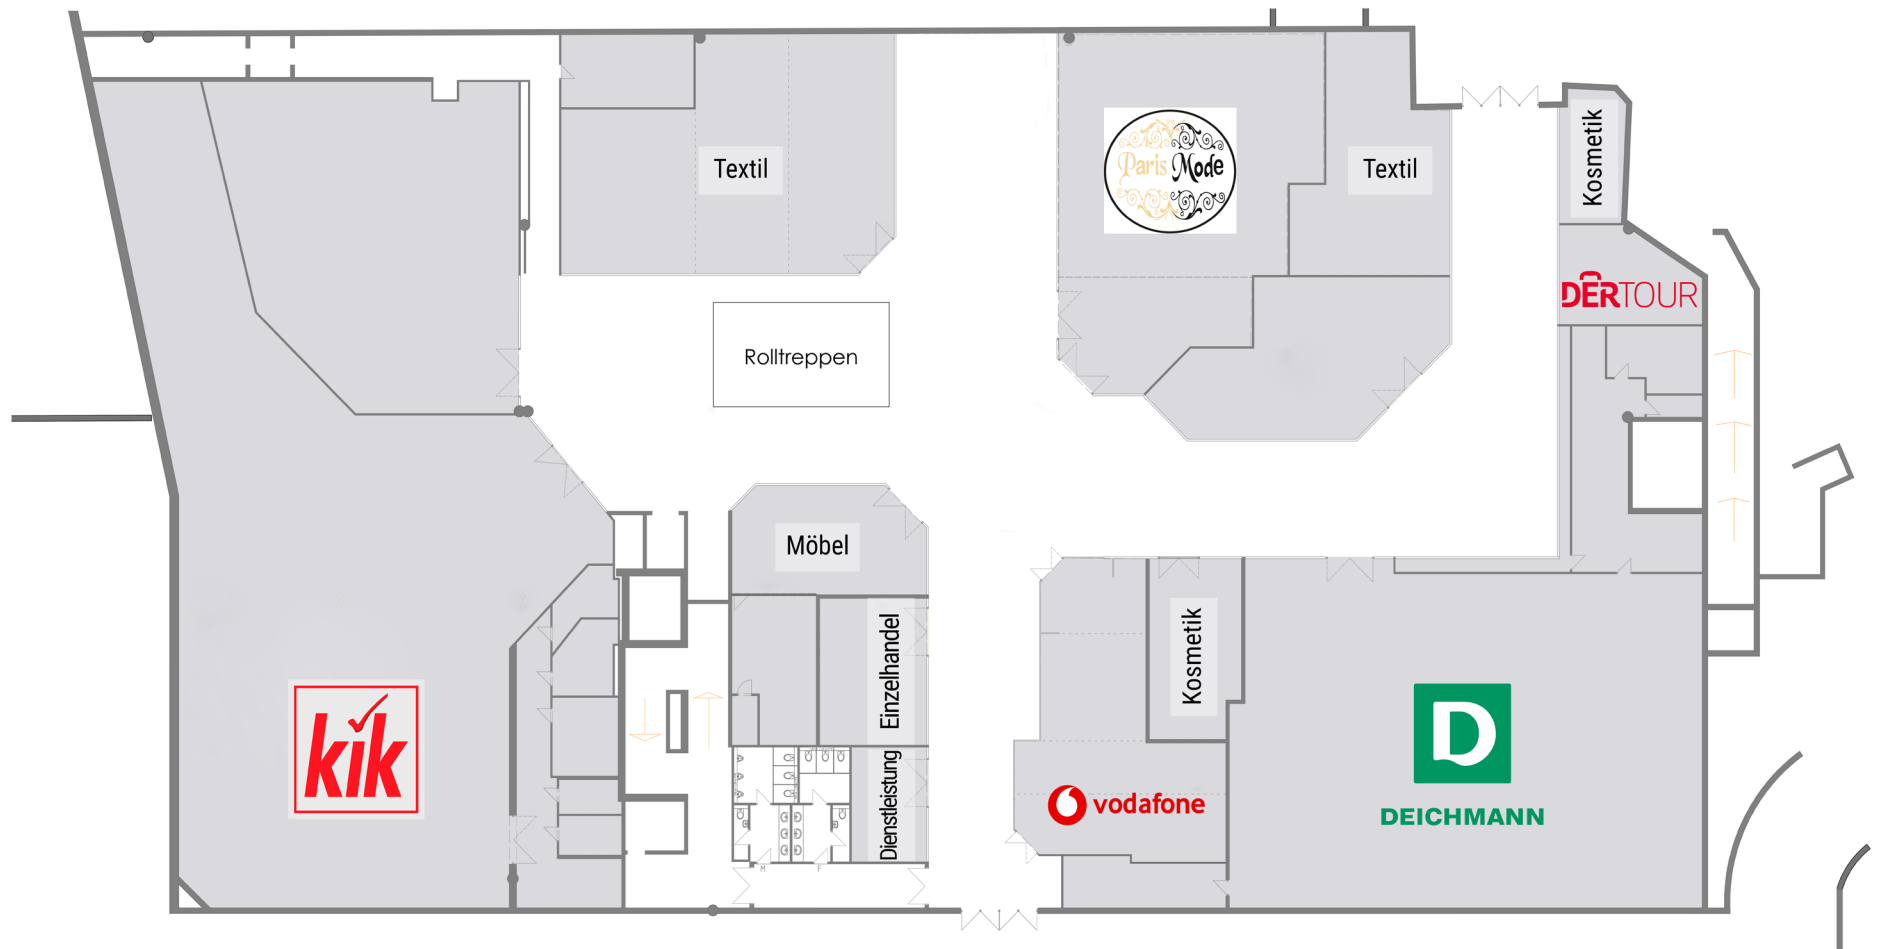 Textil
Paris Mode
Textil
Kosmetik
DERTOUR
Rolltreppen
Möbel
Einzelhandel
Kosmetik
kik
D
DEICHMANN
Dienstleistung
vodafone
M
F